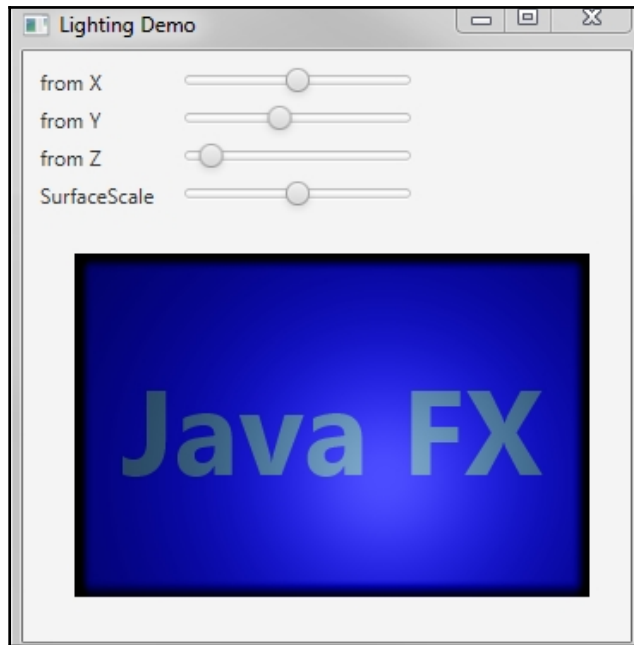 Lighting Demo
from X
from Y
from Z
SurfaceScale
Java FX